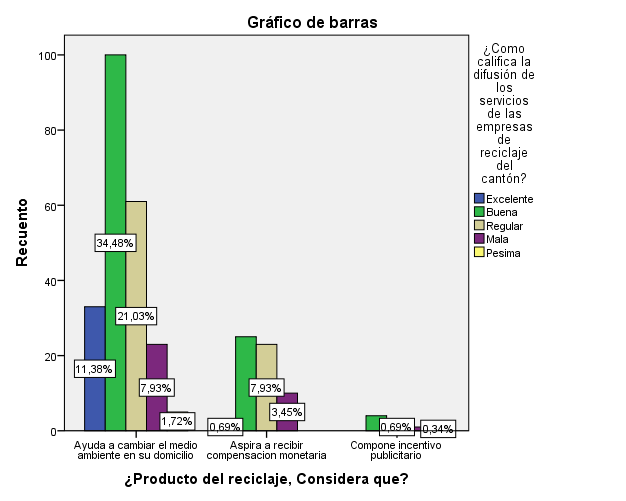 Gráfico de barras
Recuento
100
80
60
40
20
0
34,48%
21,03%
11,38%
7,93%
1,72%
0,69%
7,93%
3,45%
0,69%
0,34%
Ayuda a cambiar el medio
ambiente en su domicilio
Aspira a recibir
compensacion monetaria
Compone incentivo
publicitario
¿Producto del reciclaje, Considera que?
¿Como
califica la
difusión de
los
servicios
de las
empresas
de
reciclaje
del
cantón?
Excelente
Buena
Regular
Mala
Pesima